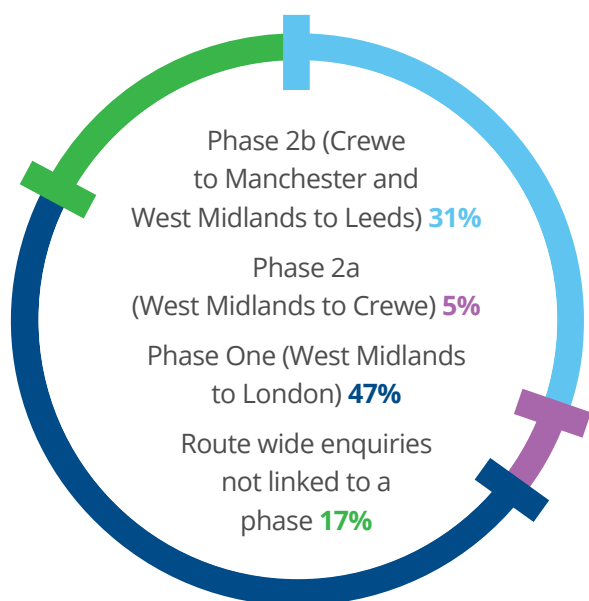 Phase 2b (Crewe
to Manchester and
West Midlands to Leeds) 31%
Phase 2a
(West Midlands to Crewe) 5%
Phase One (West Midlands
to London) 47%
Route wide enquiries
not linked to a
phase 17%